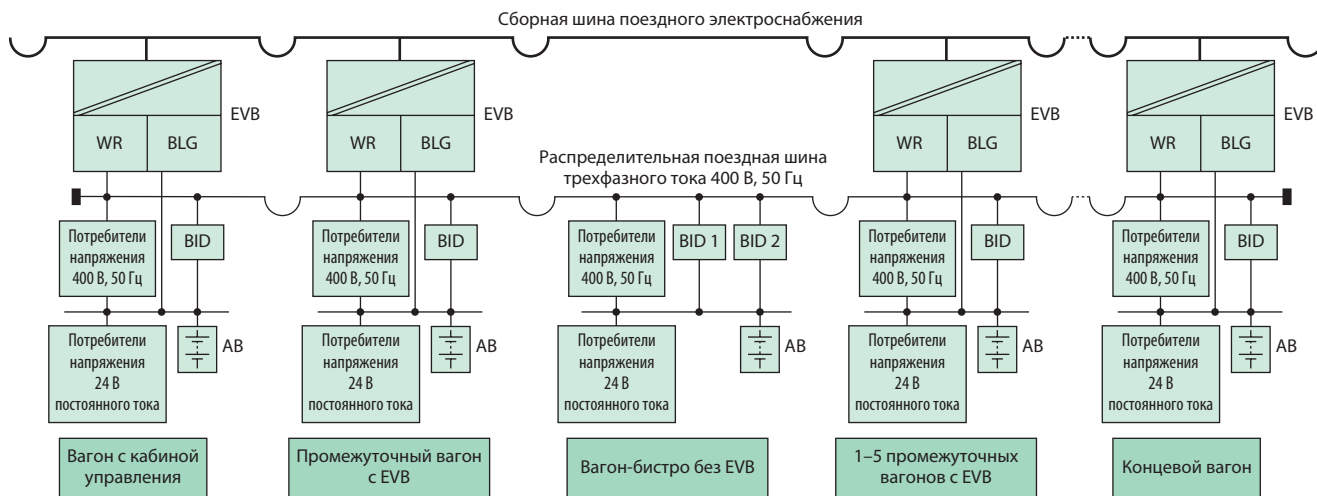 Сборная шина поездного электроснабжения
EVB
WR
BLG
EVB
WR
BLG
EVB
WR
BLG
EVB
WR
BLG
Распределительная поездная шина
трехфазного тока 400 В, 50 Гц
Потребители
напряжения
400 В, 50 Гц
BID
Потребители
напряжения
400 В, 50 Гц
BID
Потребители
напряжения
400 В, 50 Гц
BID 1
BID 2
Потребители
напряжения
400 В, 50 Гц
BID
Потребители
напряжения
400 В, 50 Гц
BID
Потребители
напряжения
24 В
постоянного тока
AB
Потребители
напряжения
24 В
постоянного тока
AB
Потребители
напряжения
24 В
постоянного тока
AB
Потребители
напряжения
24 В
постоянного тока
AB
Потребители
напряжения
24 В
постоянного тока
AB
Вагон с кабиной
управления
Промежуточный вагон
с EVB
Вагон-бистро без EVB
1–5 промежуточных
вагонов с EVB
Концевой вагон